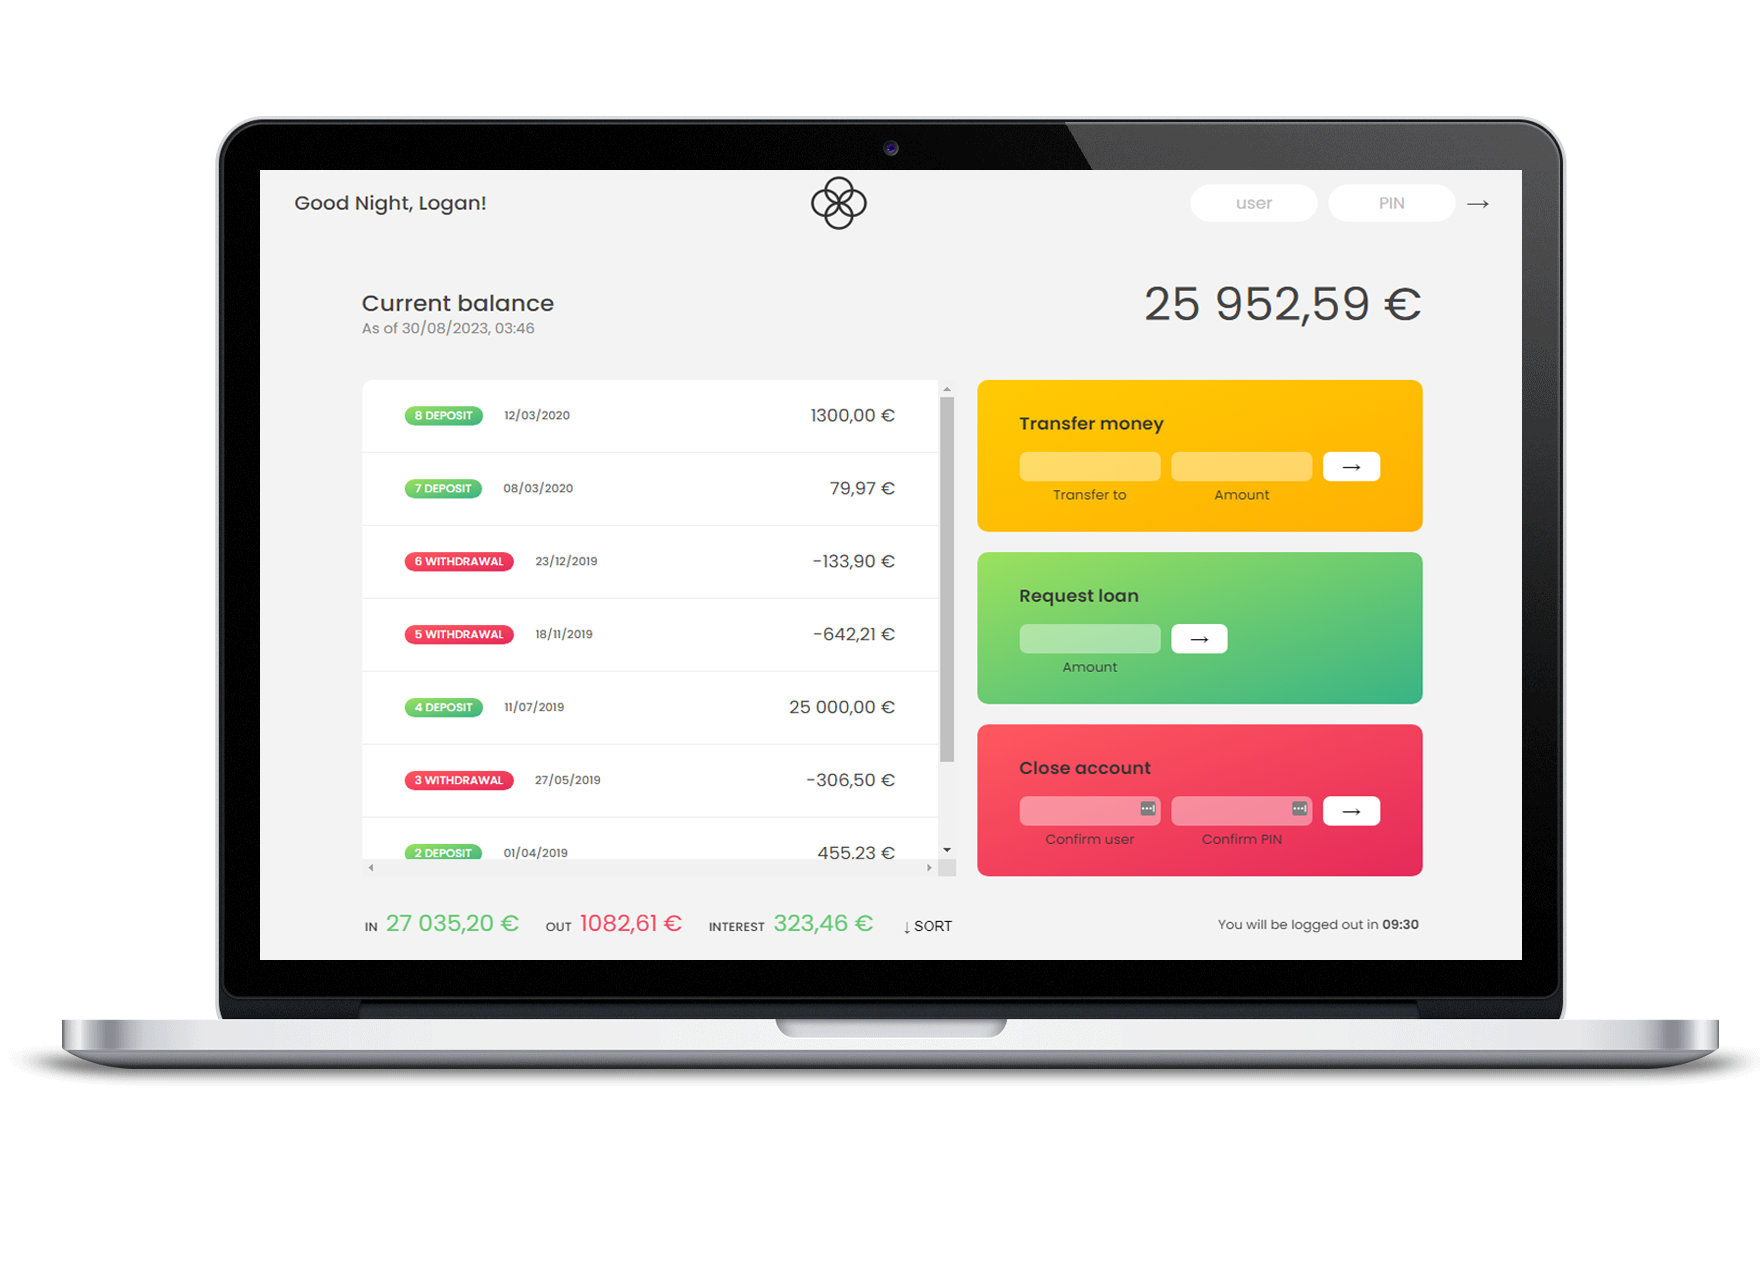 Good Night, Logan!
user
PIN
→
Current balance
As of 30/08/2023, 03:46
25 952,59 €
8 DEPOSIT 12/03/2020 1300,00 €
7 DEPOSIT 08/03/2020 79,97 €
6 WITHDRAWAL 23/12/2019 -133,90 €
5 WITHDRAWAL 18/11/2019 -642,21 €
4 DEPOSIT 11/07/2019 25 000,00 €
3 WITHDRAWAL 27/05/2019 -306,50 €
2 DEPOSIT 01/04/2019 455,23 €
Transfer money
→
Transfer to Amount
Request loan
→
Amount
Close account
→
Confirm user Confirm PIN
IN 27 035,20 € OUT 1082,61 € INTEREST 323,46 € ↓ SORT
You will be logged out in 09:30